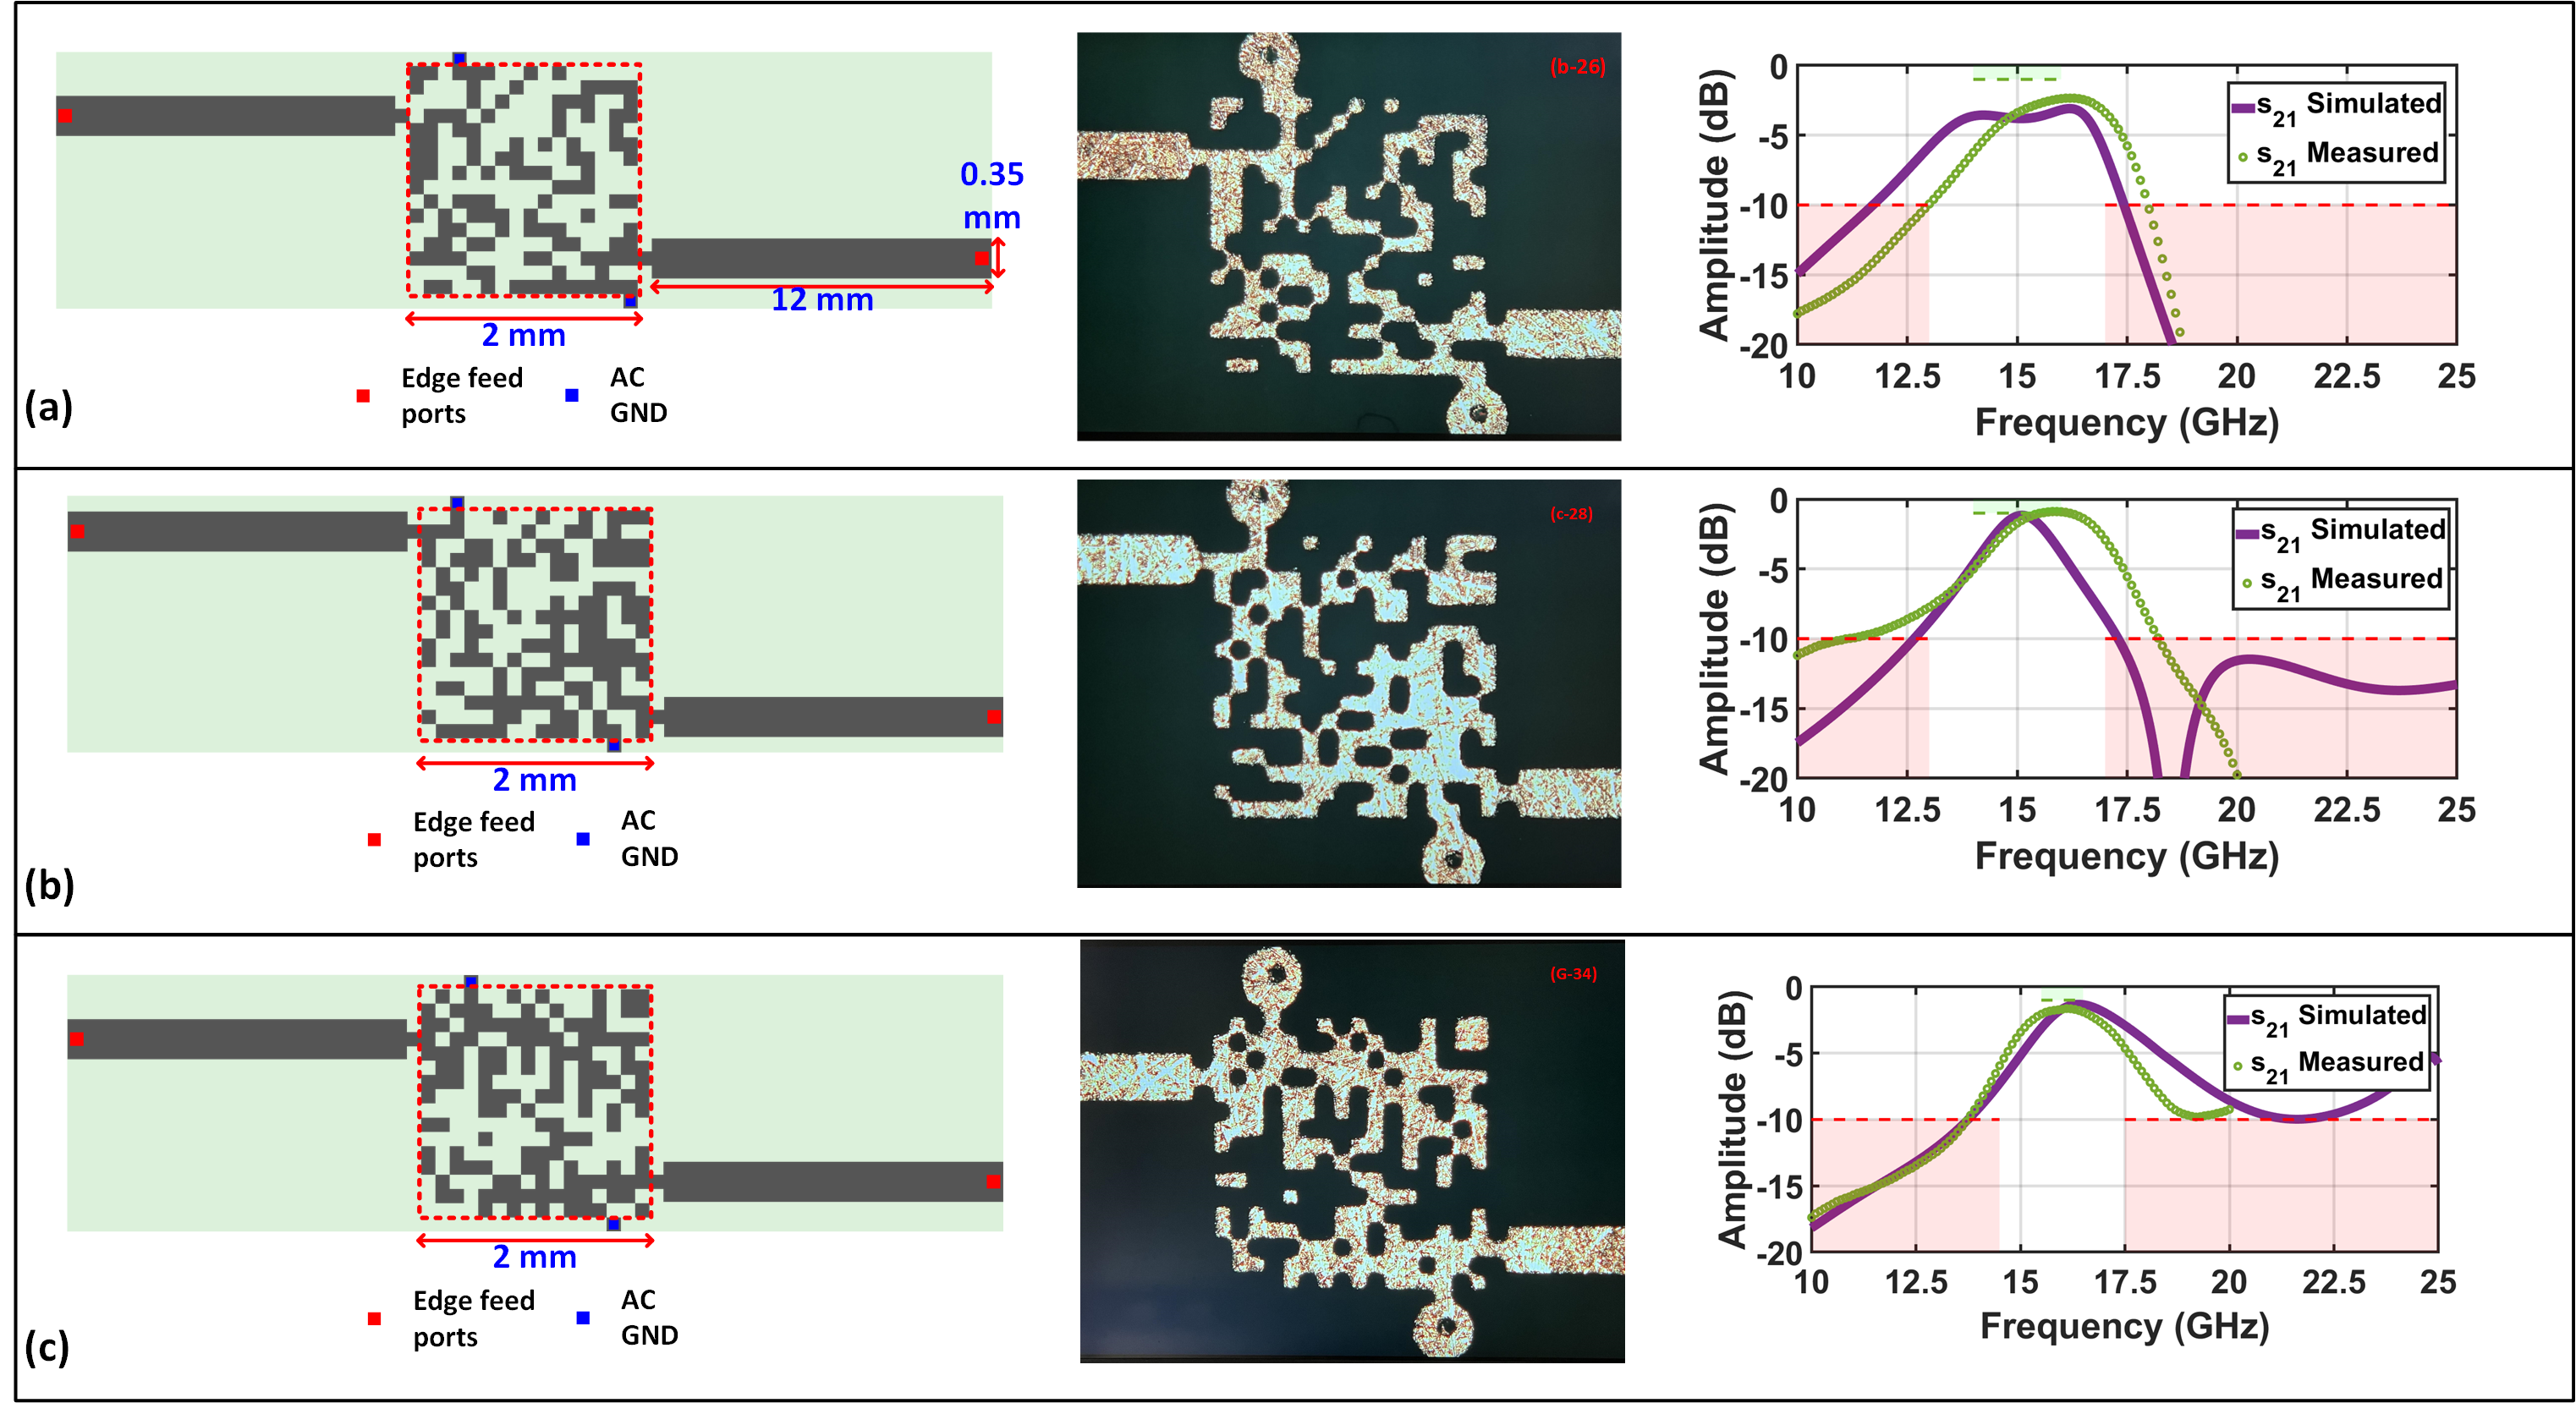 0.35
mm
12 mm
2 mm
Edge feed
ports
AC
GND
(a)
(b-26)
Amplitude (dB)
0
-5
-10
-15
-20
s21 Simulated
s21 Measured
10 12.5 15 17.5 20 22.5 25
Frequency (GHz)
2 mm
Edge feed
ports
AC
GND
(b)
(c-28)
Amplitude (dB)
0
-5
-10
-15
-20
s21 Simulated
s21 Measured
10 12.5 15 17.5 20 22.5 25
Frequency (GHz)
2 mm
Edge feed
ports
AC
GND
(c)
(G-34)
Amplitude (dB)
0
-5
-10
-15
-20
s21 Simulated
s21 Measured
10 12.5 15 17.5 20 22.5 25
Frequency (GHz)